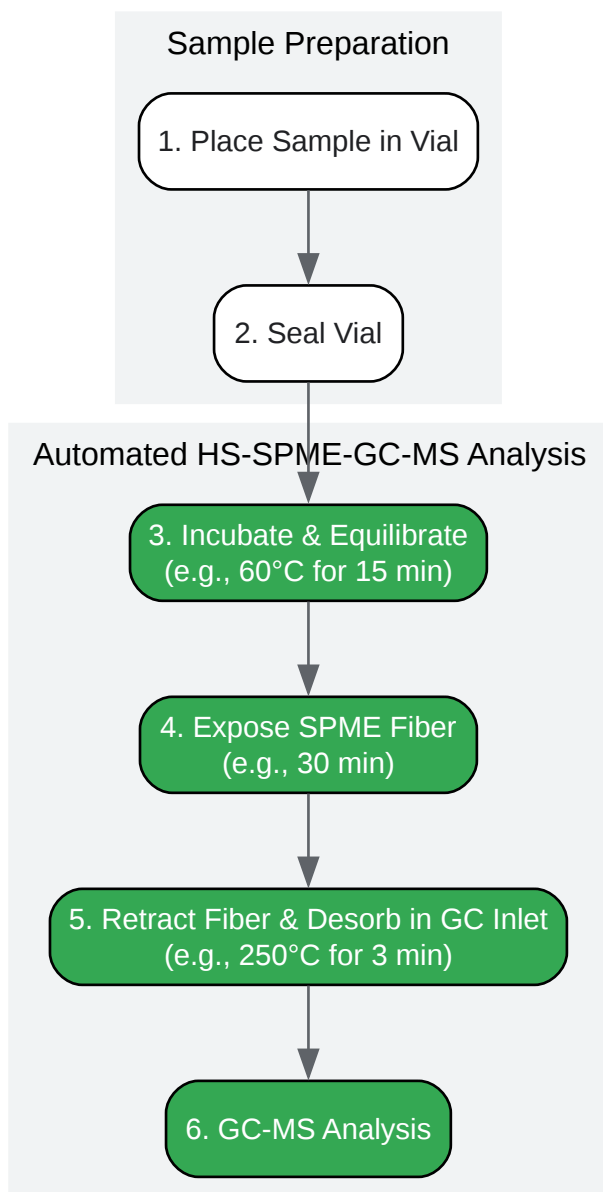 Sample Preparation
1. Place Sample in Vial
2. Seal Vial
Automated HS-SPME-GC-MS Analysis
3. Incubate & Equilibrate
(e.g., 60°C for 15 min)
4. Expose SPME Fiber
(e.g., 30 min)
5. Retract Fiber & Desorb in GC Inlet
(e.g., 250°C for 3 min)
6. GC-MS Analysis